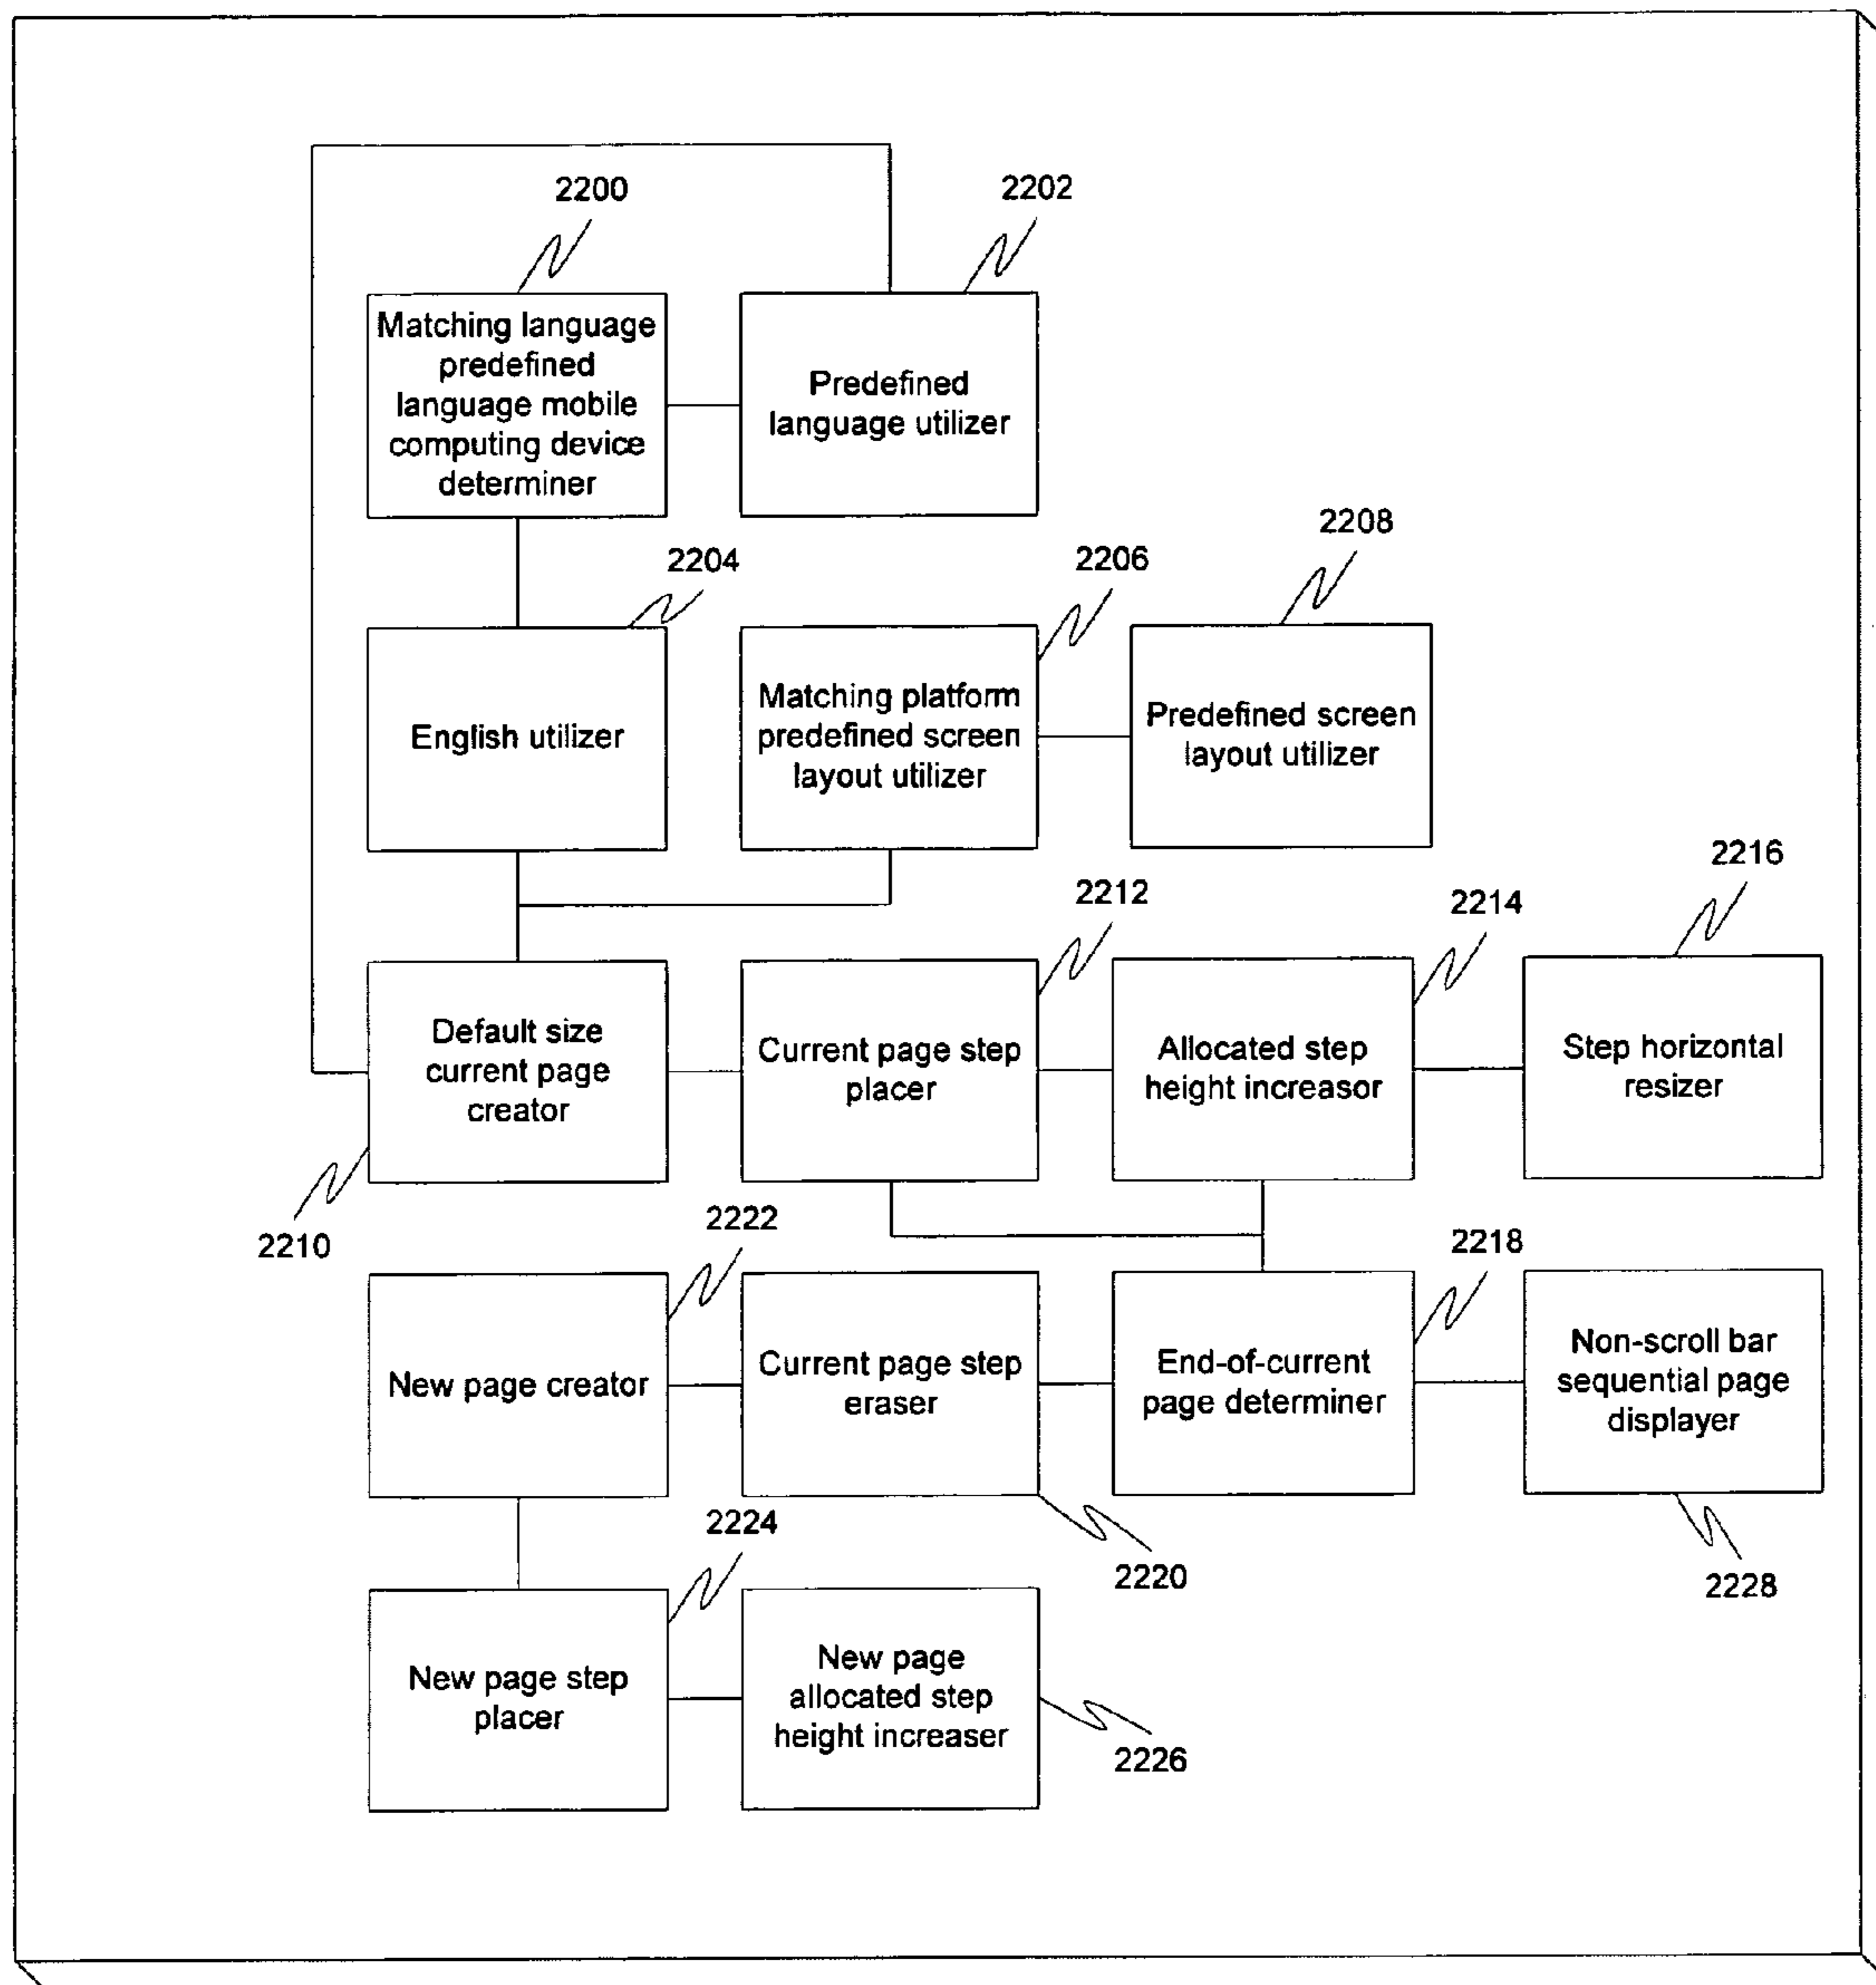 2200
2202
Matching language
predefined
language mobile
computing device
determiner
Predefined
language utilizer
2204
2206
2208
English utilizer
Matching platform
predefined screen
layout utilizer
Predefined screen
layout utilizer
2212
2214
2216
Default size
current page
creator
Current page step
placer
Allocated step
height increasor
Step horizontal
resizer
2210
2222
2218
New page creator
Current page step
eraser
End-of-current
page determiner
Non-scroll bar
sequential page
displayer
2224
2220
2228
New page step
placer
New page
allocated step
height increaser
2226